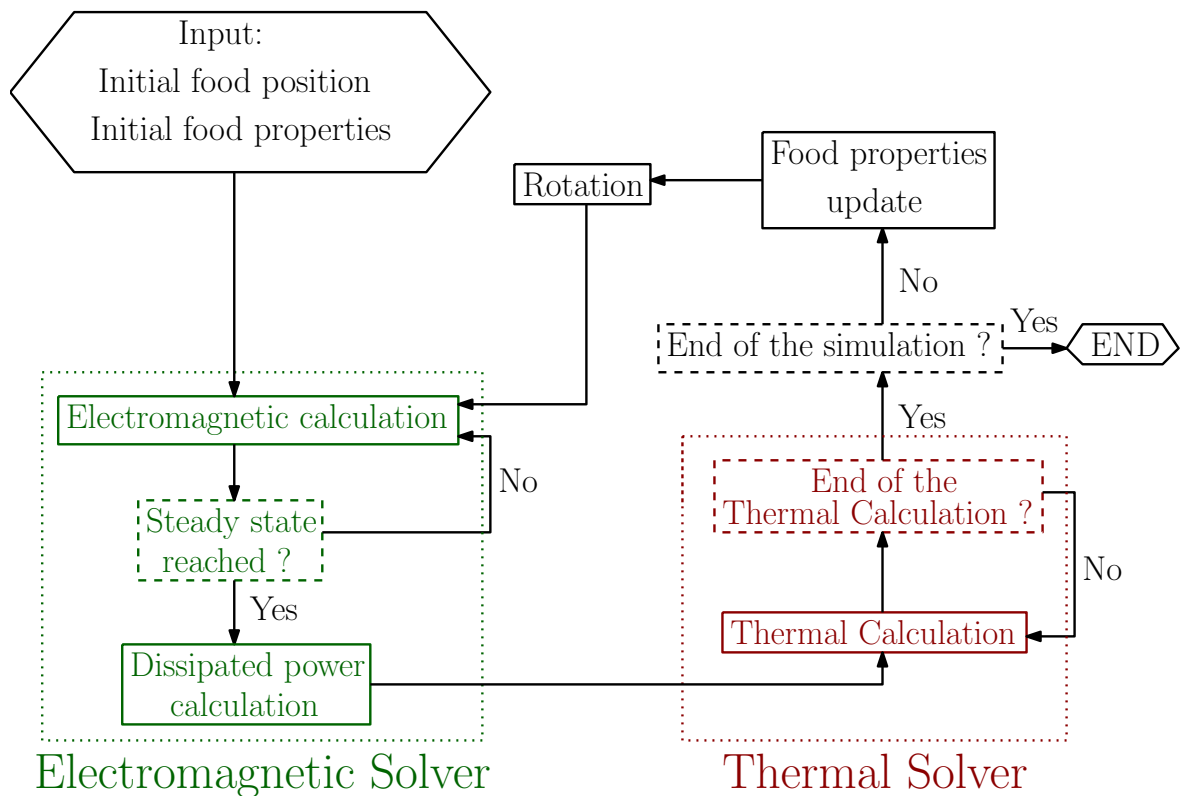 Input:
Initial food position
Initial food properties
Food properties
update
Rotation
No
End of the simulation ?
Yes
END
Electromagnetic calculation
Yes
No
Steady state
reached ?
Yes
Dissipated power
calculation
End of the
Thermal Calculation ?
No
Thermal Calculation
Electromagnetic Solver
Thermal Solver